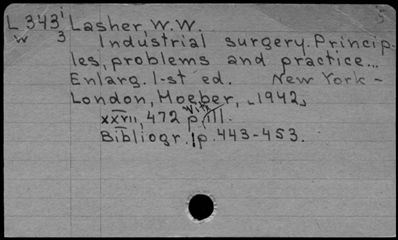 L 343i Lasher, W.W.
w 3 Industrial surgery. Princip-
les, problems and practice...
Enlarg. 1-st ed. New York -
London, Hoeber, 1942,
xxvii, 472 p. with ill.
Bibliogr. p. 443-453.
5